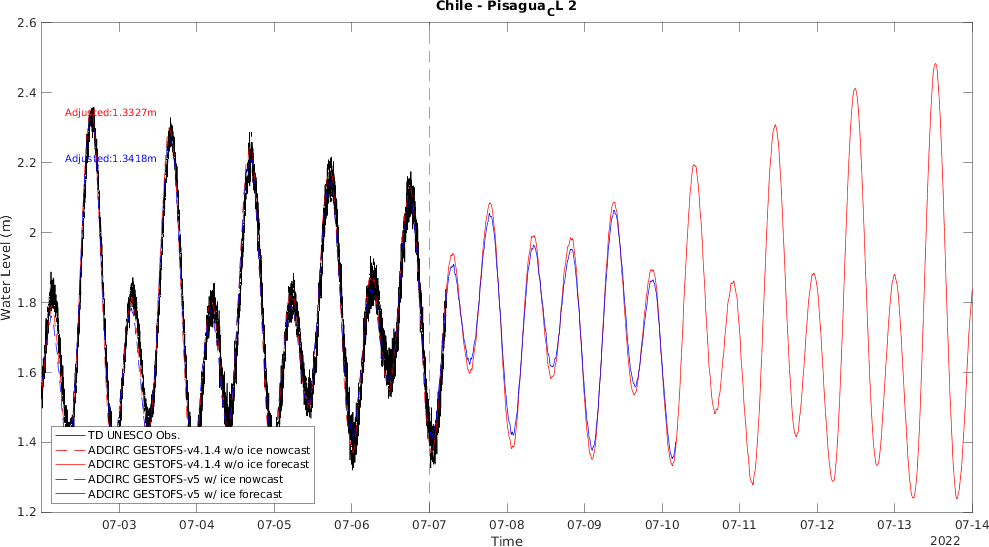 Chile - Pisagua_CL 2
2.6
2.4
2.2
2
1.8
1.6
1.4
1.2
Water Level (m)
Adjusted:1.3327m
Adjusted:1.3418m
TD UNESCO Obs.
ADCIRC GESTOFS-v4.1.4 w/o ice nowcast
ADCIRC GESTOFS-v4.1.4 w/o ice forecast
ADCIRC GESTOFS-v5 w/ ice nowcast
ADCIRC GESTOFS-v5 w/ ice forecast
07-03 07-04 07-05 07-06 07-07 07-08 07-09 07-10 07-11 07-12 07-13 07-14
Time
2022